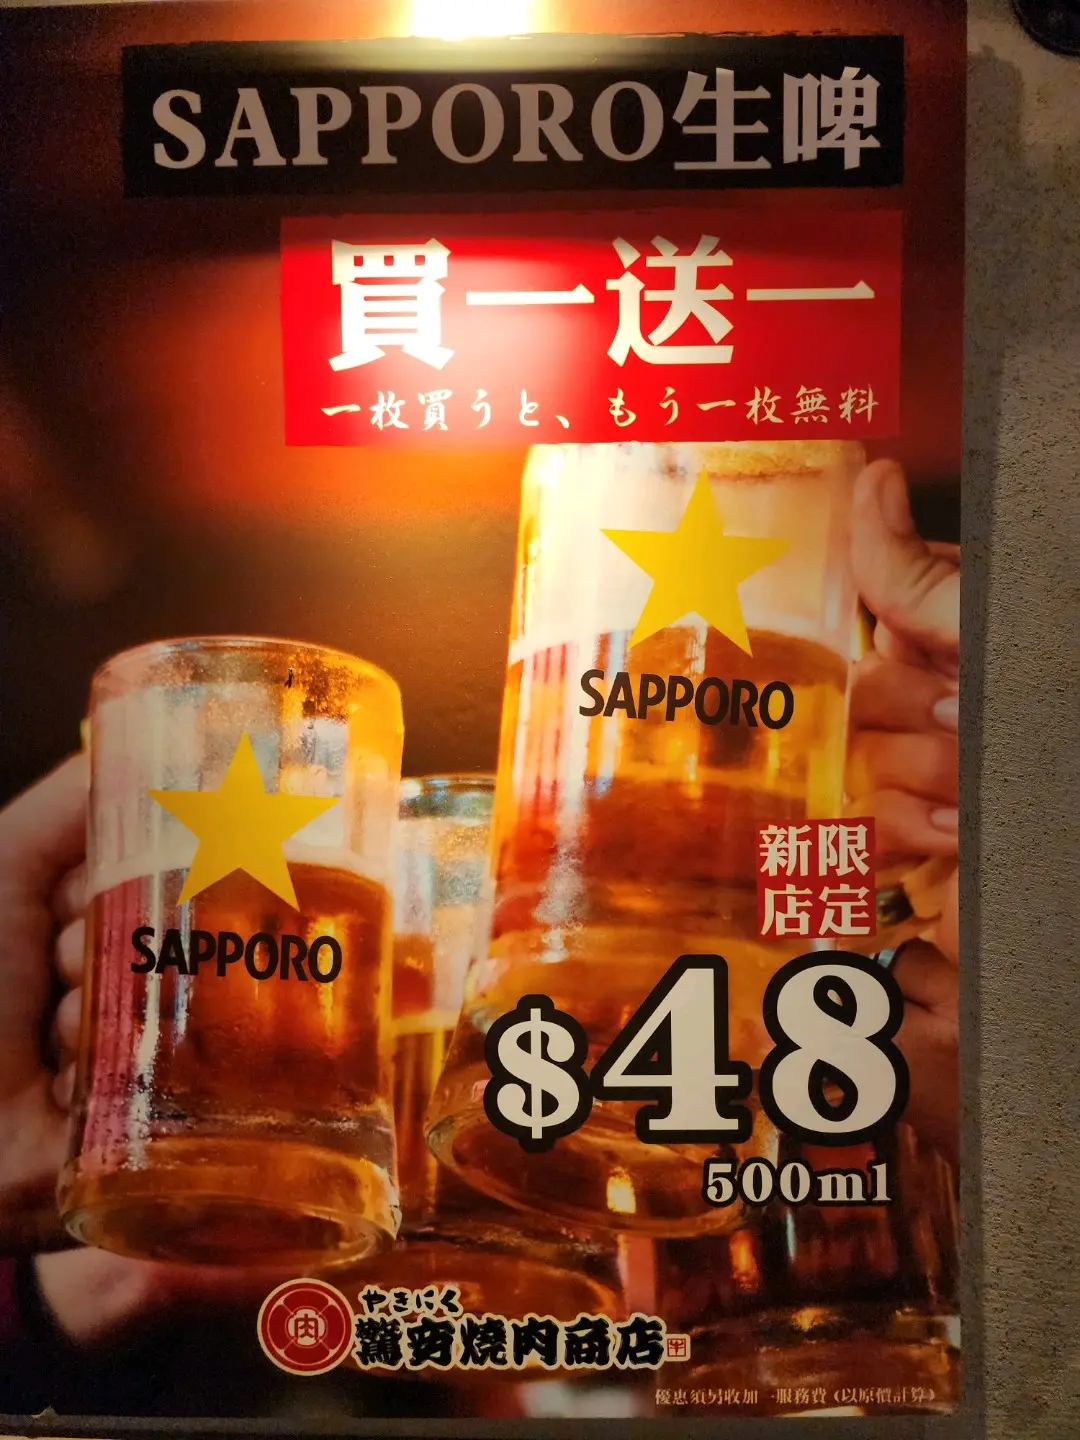 SAPPORO生啤
買一送一
一枚買うと、もう一枚無料
SAPPORO
SAPPORO
新限
店定
$48
500ml
やきにく
肉
驚安燒肉商店
優惠須另收加一服務費(以原價計算)